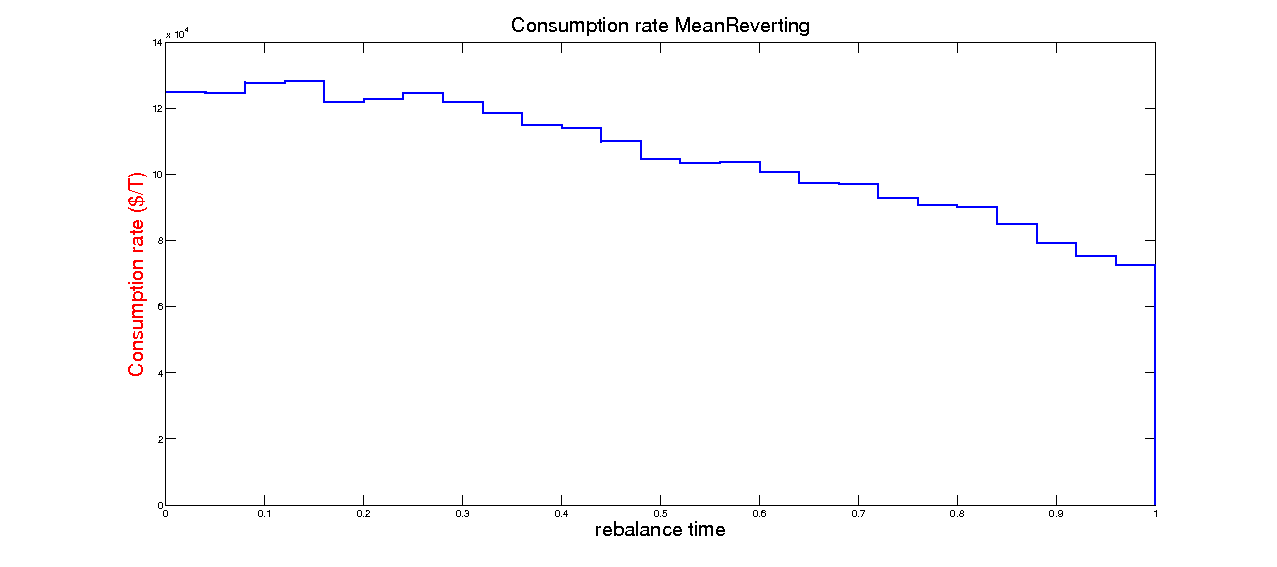 Consumption rate MeanReverting
x 10^4
14
12
10
8
6
4
2
0
Consumption rate ($/T)
0 0.1 0.2 0.3 0.4 0.5 0.6 0.7 0.8 0.9 1
rebalance time